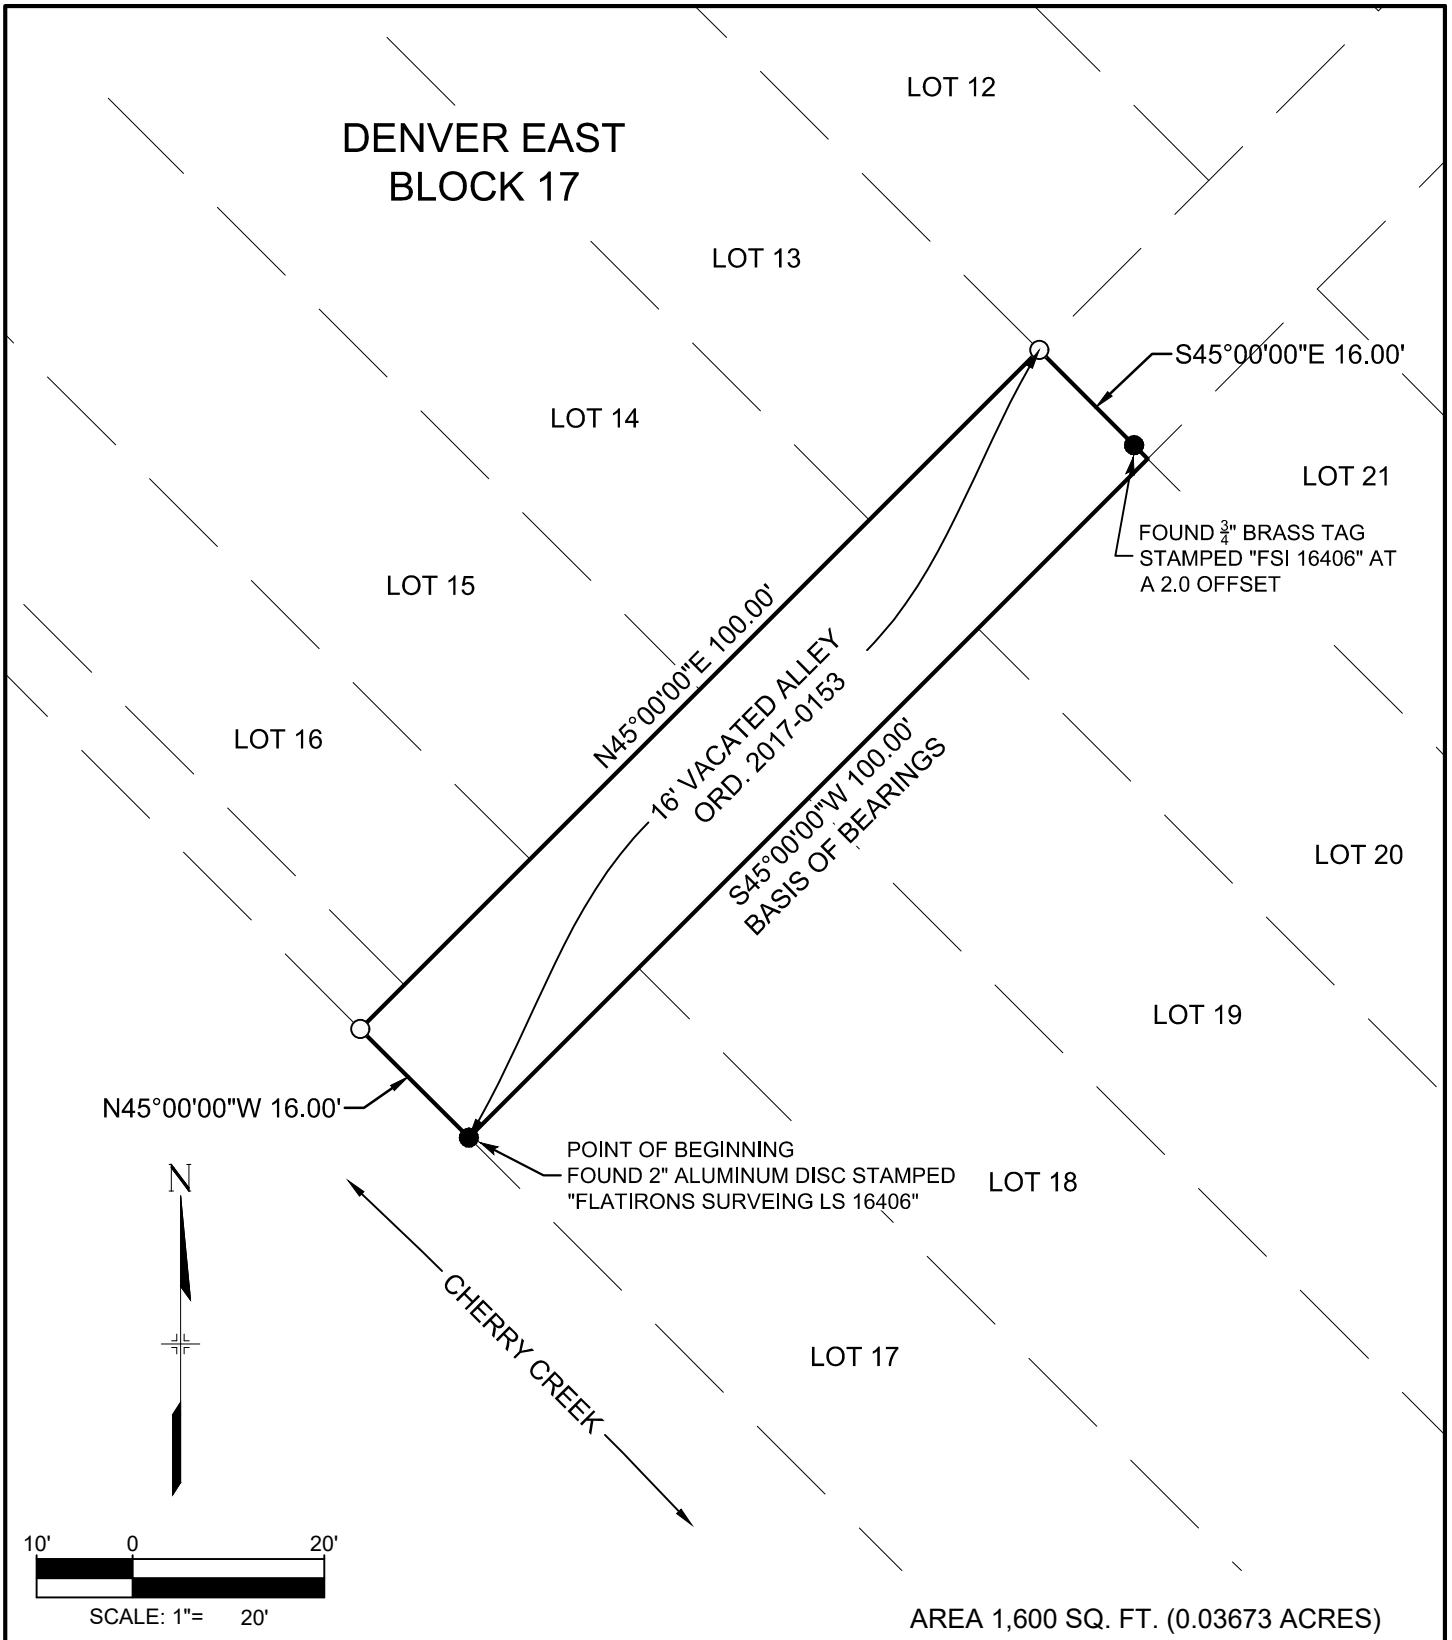 LOT 12
DENVER EAST
BLOCK 17
LOT 13
S45°00'00"E 16.00'
LOT 14
LOT 21
FOUND 3/4" BRASS TAG
STAMPED "FSI 16406" AT
A 2.0 OFFSET
LOT 15
N45°00'00"E 100.00'
16' VACATED ALLEY
ORD. 2017-0153
LOT 16
S45°00'00"W 100.00'
BASIS OF BEARINGS
LOT 20
LOT 19
N45°00'00"W 16.00'
POINT OF BEGINNING
FOUND 2" ALUMINUM DISC STAMPED
"FLATIRONS SURVEING LS 16406"
LOT 18
N
CHERRY CREEK
LOT 17
10' 0 20'
SCALE: 1"= 20'
AREA 1,600 SQ. FT. (0.03673 ACRES)